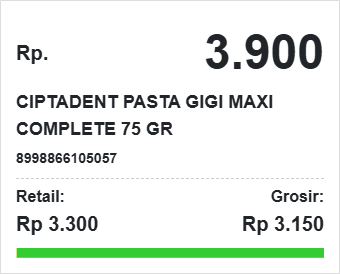 Rp. 3.900
CIPTADENT PASTA GIGI MAXI
COMPLETE 75 GR
8998866105057
Retail: Grosir:
Rp 3.300 Rp 3.150